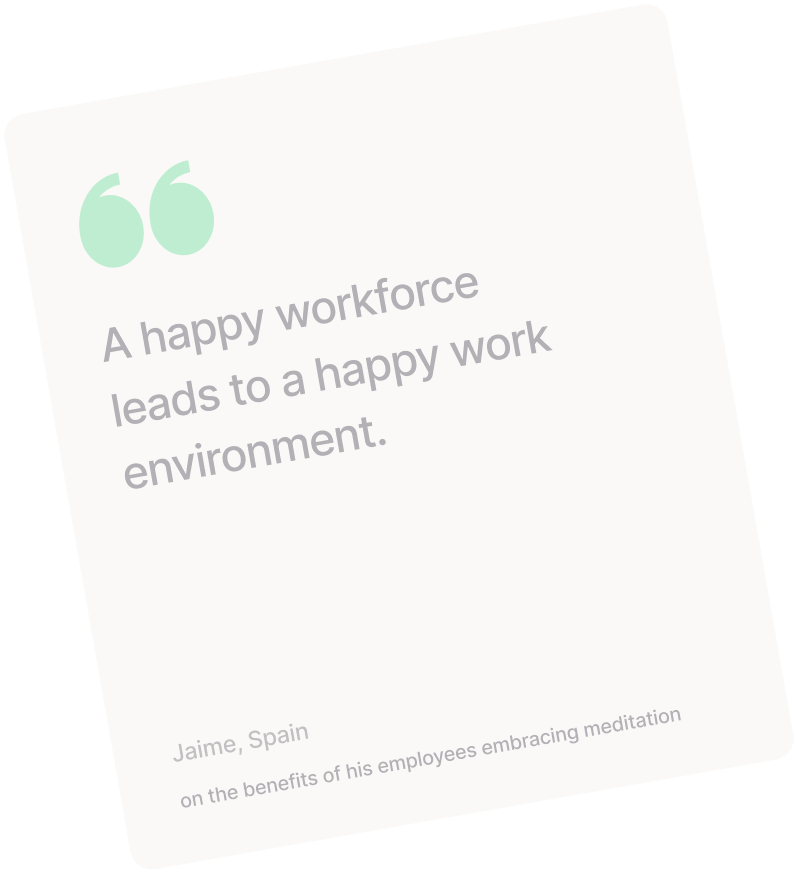 A happy workforce
leads to a happy work
environment.
Jaime, Spain
on the benefits of his employees embracing meditation